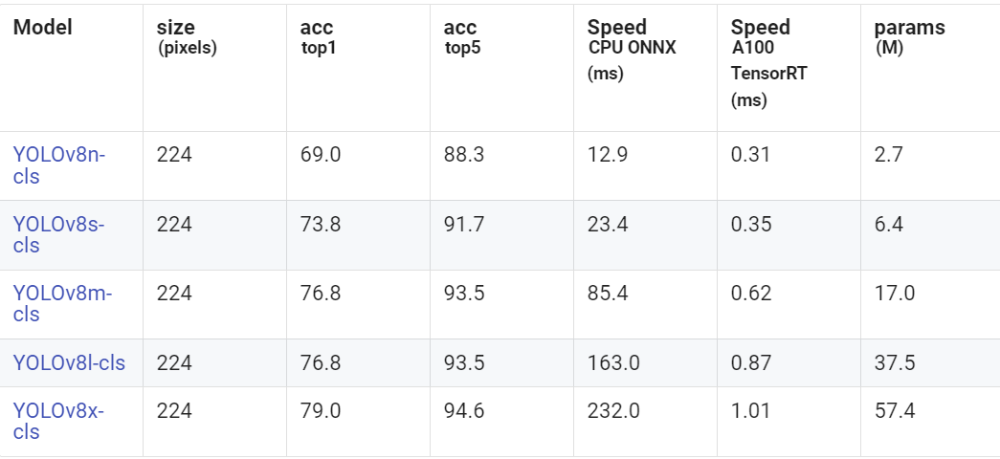 Model size acc acc Speed Speed params
(pixels) top1 top5 CPU ONNX A100 (M)
(ms) TensorRT
(ms)
YOLOv8n- 224 69.0 88.3 12.9 0.31 2.7
cls
YOLOv8s- 224 73.8 91.7 23.4 0.35 6.4
cls
YOLOv8m- 224 76.8 93.5 85.4 0.62 17.0
cls
YOLOv8l-cls 224 76.8 93.5 163.0 0.87 37.5
YOLOv8x- 224 79.0 94.6 232.0 1.01 57.4
cls